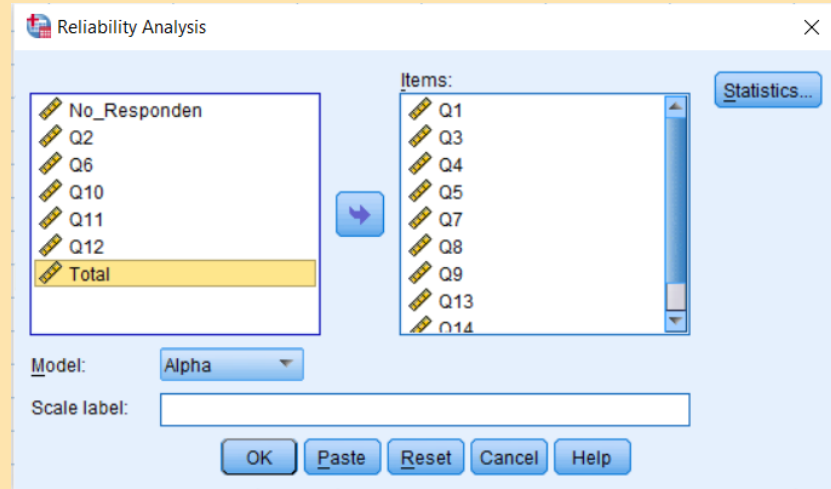 Reliability Analysis
Items:
Statistics...
No_Responden
Q2
Q6
Q10
Q11
Q12
Total
Q1
Q3
Q4
Q5
Q7
Q8
Q9
Q13
Q14
Model:
Alpha
Scale label:
OK
Paste
Reset
Cancel
Help